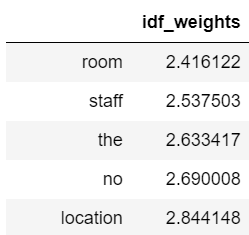 idf_weights
room 2.416122
staff 2.537503
the 2.633417
no 2.690008
location 2.844148